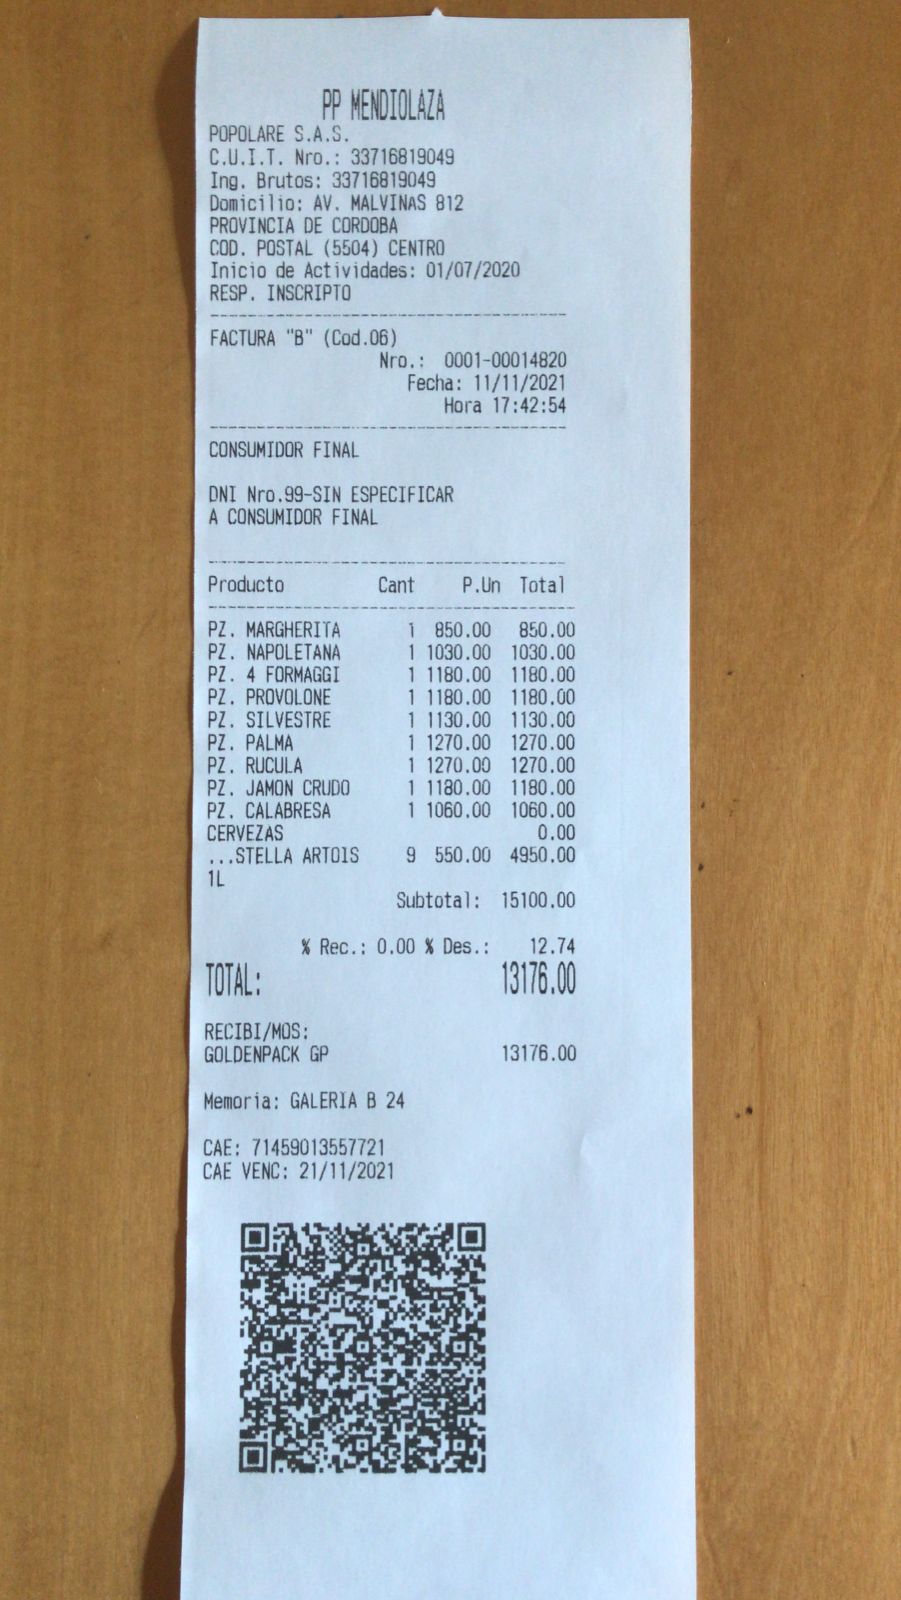 PP MENDIOLAZA
POPOLARE S.A.S.
C.U.I.T. Nro.: 33716819049
Ing. Brutos: 33716819049
Domicilio: AV. MALVINAS 812
PROVINCIA DE CORDOBA
COD. POSTAL (5504) CENTRO
Inicio de Actividades: 01/07/2020
RESP. INSCRIPTO
FACTURA "B" (Cod.06)
Nro.: 0001-00014820
Fecha: 11/11/2021
Hora 17:42:54
CONSUMIDOR FINAL
DNI Nro.99-SIN ESPECIFICAR
A CONSUMIDOR FINAL
Producto Cant P.Un Total
PZ. MARGHERITA 1 850.00 850.00
PZ. NAPOLETANA 1 1030.00 1030.00
PZ. 4 FORMAGGI 1 1180.00 1180.00
PZ. PROVOLONE 1 1180.00 1180.00
PZ. SILVESTRE 1 1130.00 1130.00
PZ. PALMA 1 1270.00 1270.00
PZ. RUCULA 1 1270.00 1270.00
PZ. JAMON CRUDO 1 1180.00 1180.00
PZ. CALABRESA 1 1060.00 1060.00
CERVEZAS 0.00
...STELLA ARTOIS 9 550.00 4950.00
1L
Subtotal: 15100.00
% Rec.: 0.00 % Des.: 12.74
TOTAL: 13176.00
RECIBI/MOS:
GOLDENPACK GP 13176.00
Memoria: GALERIA B 24
CAE: 71459013557721
CAE VENC: 21/11/2021